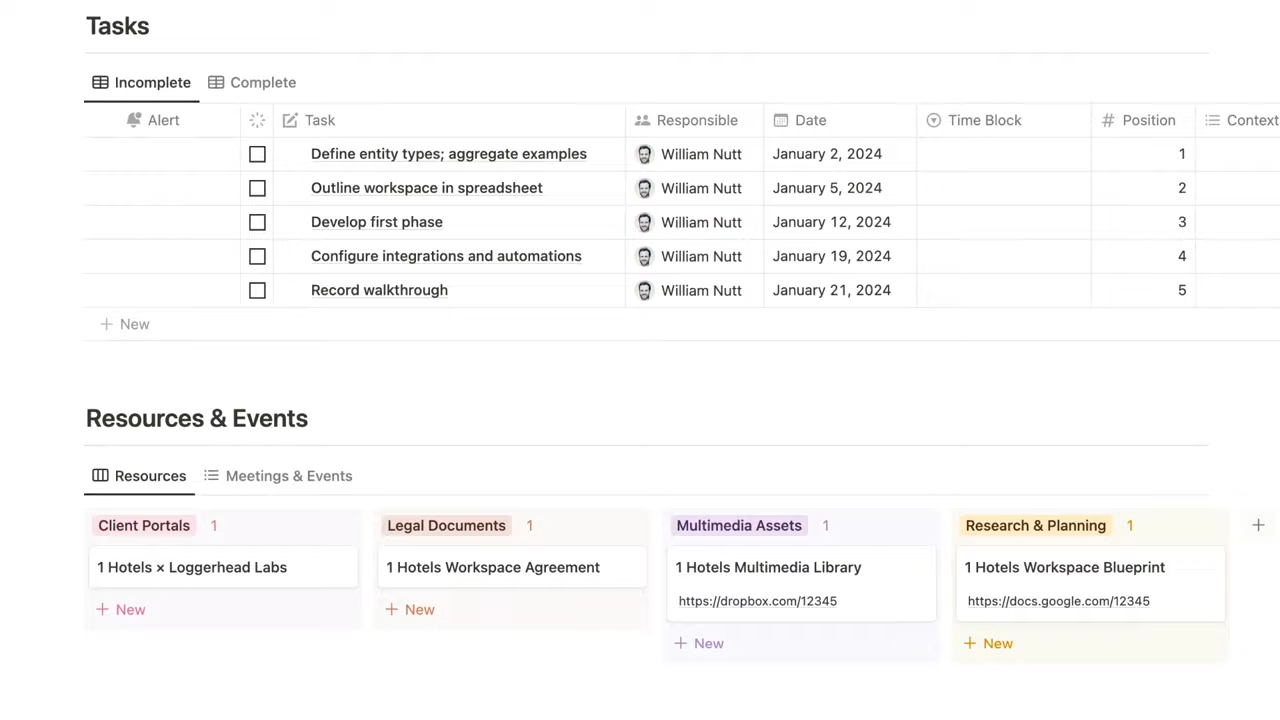 Tasks
Incomplete Complete
Alert Task Responsible Date Time Block # Position Context
Define entity types; aggregate examples William Nutt January 2, 2024 1
Outline workspace in spreadsheet William Nutt January 5, 2024 2
Develop first phase William Nutt January 12, 2024 3
Configure integrations and automations William Nutt January 19, 2024 4
Record walkthrough William Nutt January 21, 2024 5
+ New
Resources & Events
Resources Meetings & Events
Client Portals 1 Legal Documents 1 Multimedia Assets 1 Research & Planning 1 +
1 Hotels × Loggerhead Labs 1 Hotels Workspace Agreement 1 Hotels Multimedia Library 1 Hotels Workspace Blueprint
https://dropbox.com/12345 https://docs.google.com/12345
+ New + New
+ New + New